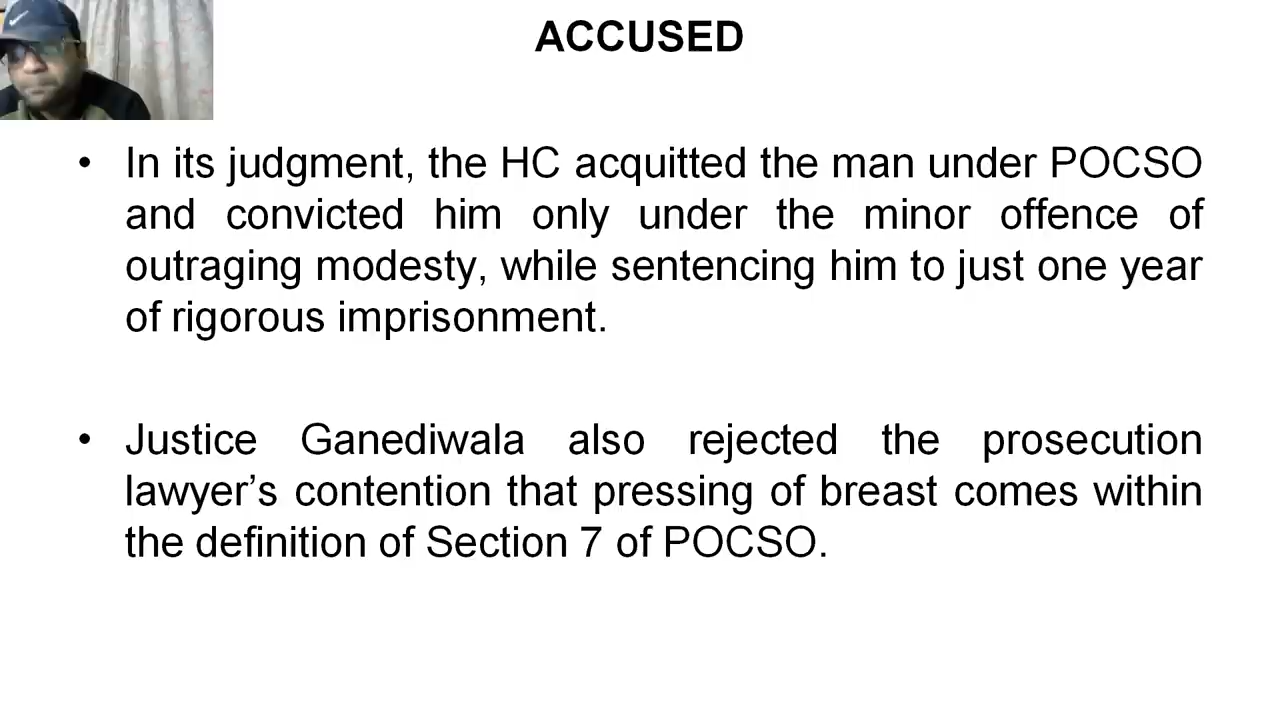 ACCUSED
• In its judgment, the HC acquitted the man under POCSO
and convicted him only under the minor offence of
outraging modesty, while sentencing him to just one year
of rigorous imprisonment.
• Justice Ganediwala also rejected the prosecution
lawyer’s contention that pressing of breast comes within
the definition of Section 7 of POCSO.